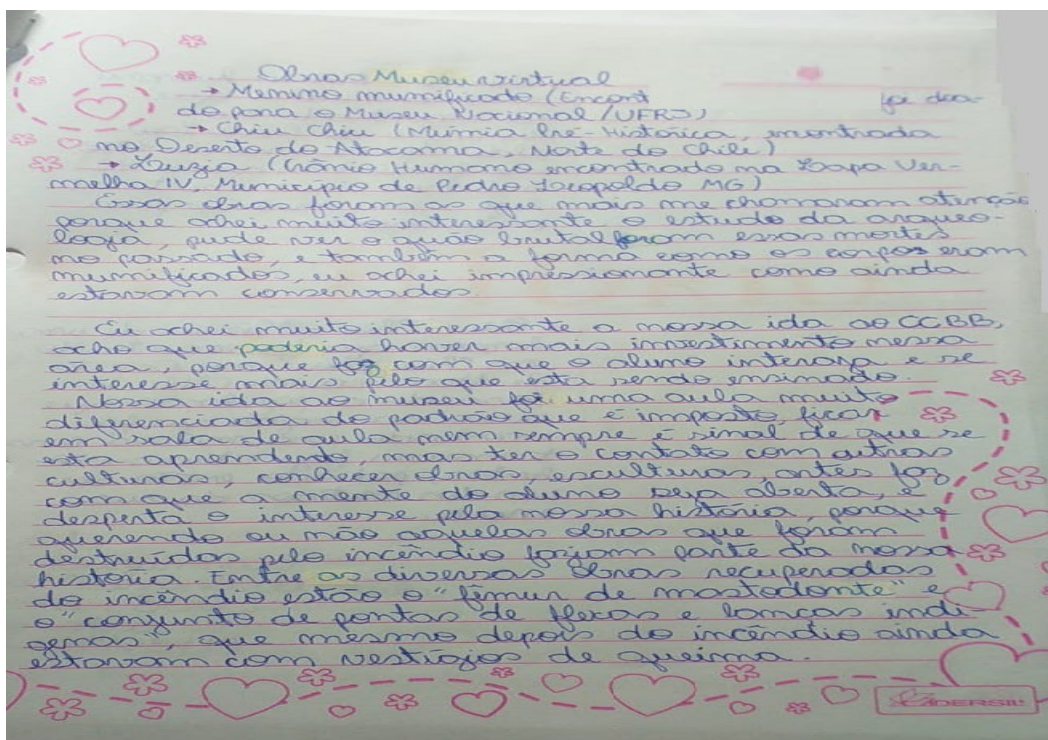 Obras Museu virtual
→ Menino mumificado (Encont foi doa-
do para o Museu Nacional/UFRJ)
→ Chiu Chiu (Múmia Pré-Histórica, encontrada
no Deserto do Atacama, Norte do Chile)
→ Luzia (Crânio Humano encontrado na Lapa Ver-
melha IV, Município de Pedro Leopoldo MG)
Essas obras foram as que mais me chamaram atenção
porque achei muito interessante o estudo da arqueo-
logia, pude ver o quão brutal foram essas mortes
no passado, e também a forma como os corpos eram
mumificados, eu achei impressionante como ainda
estavam conservados.
Eu achei muito interessante a nossa ida ao CCBB,
acho que poderia haver mais investimento nessa
area, porque faz com que o aluno interaja e se
interesse mais pelo que esta sendo ensinado.
Nossa ida ao museu foi uma aula muito
diferenciada do padrão que é imposto, ficar
em sala de aula nem sempre é sinal de que se
esta aprendendo, mas ter o contato com outras
culturas, conhecer obras, esculturas, artes faz
com que a mente do aluno seja aberta, e
desperta o interesse pela nossa história, porque
querendo ou não aquelas obras que foram
destruídas pelo incêndio faziam parte da nossa
história. Entre as diversas obras recuperadas
do incêndio estão o "fêmur de mastodonte" e
o "conjunto de pontas de flexas e lanças indí
genas", que mesmo depois do incêndio ainda
estavam com vestígios de queima.